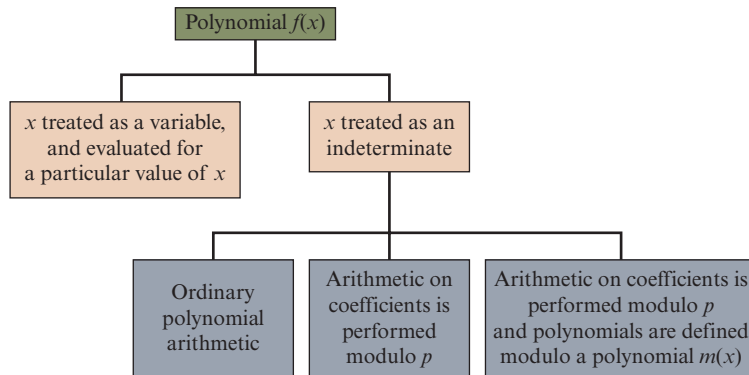 Polynomial f(x)
x treated as a variable,
and evaluated for
a particular value of x
x treated as an
indeterminate
Ordinary
polynomial
arithmetic
Arithmetic on
coefficients is
performed
modulo p
Arithmetic on coefficients is
performed modulo p
and polynomials are defined
modulo a polynomial m(x)